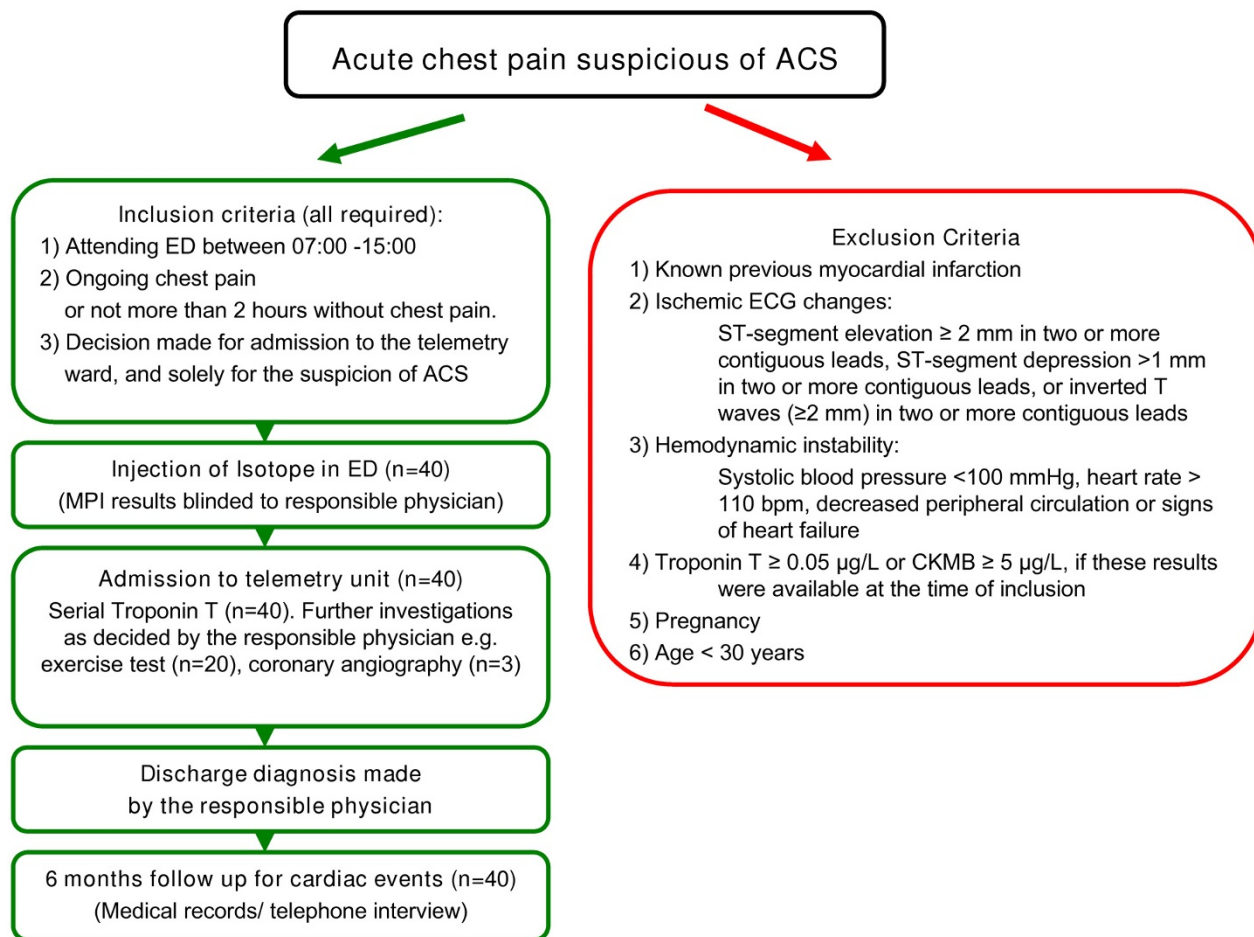 Acute chest pain suspicious of ACS
Inclusion criteria (all required):
1) Attending ED between 07:00 -15:00
2) Ongoing chest pain
or not more than 2 hours without chest pain.
3) Decision made for admission to the telemetry
ward, and solely for the suspicion of ACS
Injection of Isotope in ED (n=40)
(MPI results blinded to responsible physician)
Admission to telemetry unit (n=40)
Serial Troponin T (n=40). Further investigations
as decided by the responsible physician e.g.
exercise test (n=20), coronary angiography (n=3)
Discharge diagnosis made
by the responsible physician
6 months follow up for cardiac events (n=40)
(Medical records/ telephone interview)
Exclusion Criteria
1) Known previous myocardial infarction
2) Ischemic ECG changes:
ST-segment elevation ≥ 2 mm in two or more
contiguous leads, ST-segment depression >1 mm
in two or more contiguous leads, or inverted T
waves (≥2 mm) in two or more contiguous leads
3) Hemodynamic instability:
Systolic blood pressure <100 mmHg, heart rate >
110 bpm, decreased peripheral circulation or signs
of heart failure
4) Troponin T ≥ 0.05 µg/L or CKMB ≥ 5 µg/L, if these results
were available at the time of inclusion
5) Pregnancy
6) Age < 30 years